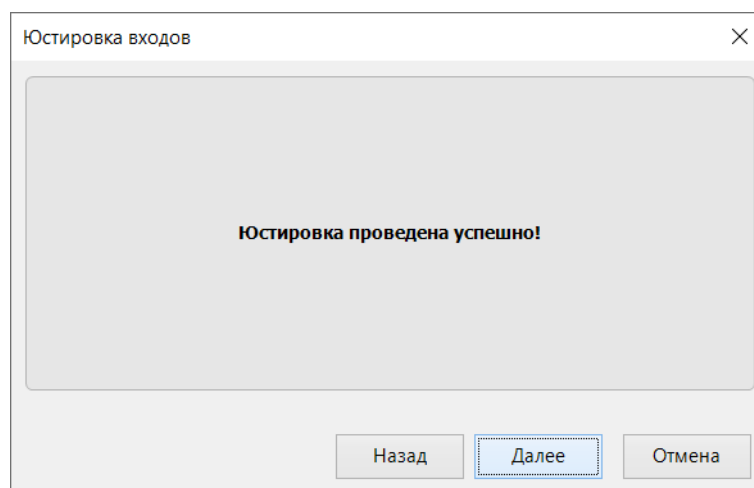 Юстировка входов
Юстировка проведена успешно!
Назад Далее Отмена